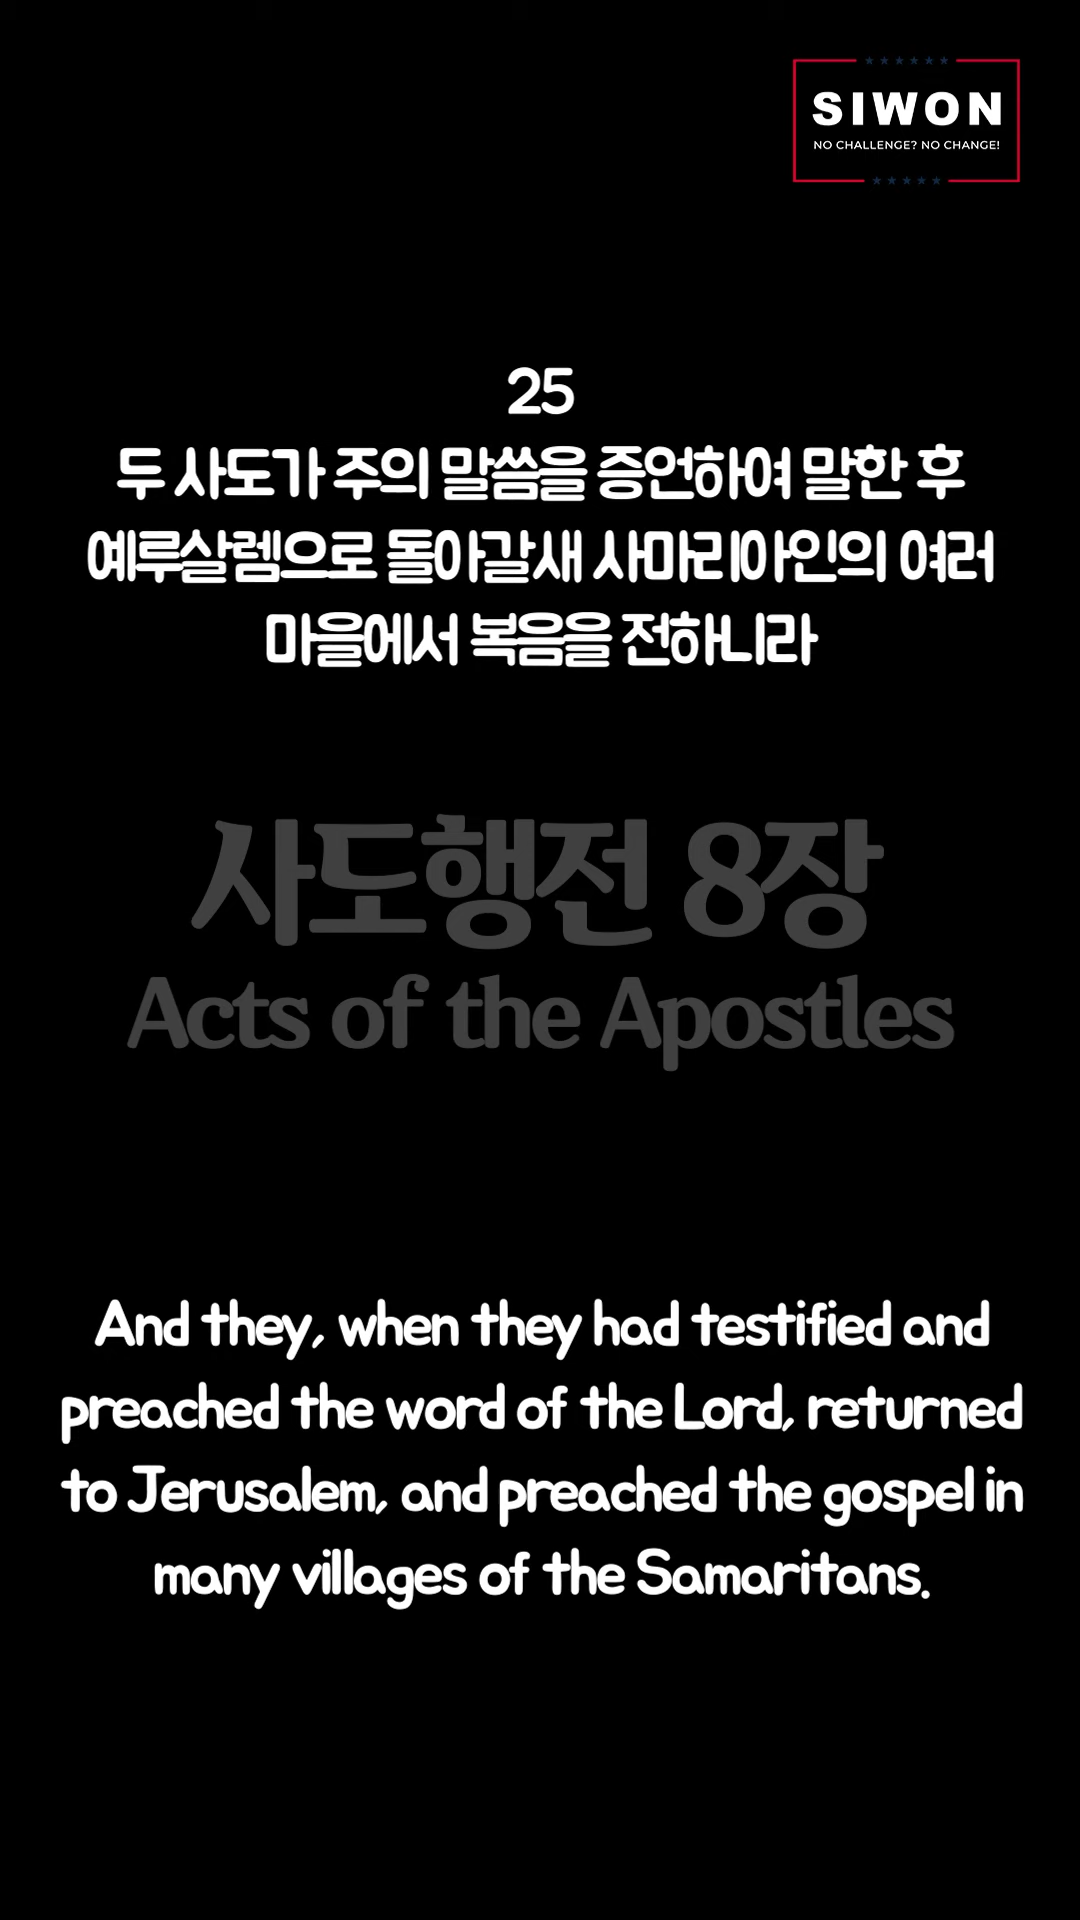 SIWON
NO CHALLENGE? NO CHANGE!
25
두 사도가 주의 말씀을 증언하여 말한 후
예루살렘으로 돌아갈새 사마리아인의 여러
마을에서 복음을 전하니라
사도행전 8장
Acts of the Apostles
And they, when they had testified and
preached the word of the Lord, returned
to Jerusalem, and preached the gospel in
many villages of the Samaritans.